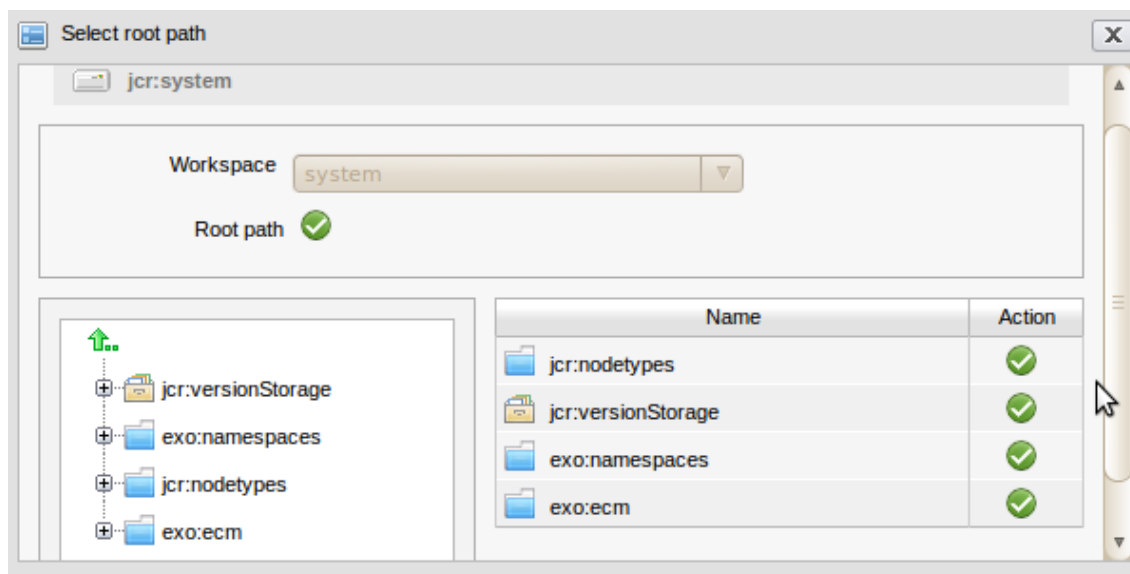 Select root path
X
jcr:system
Workspace
system
Root path
..
jcr:versionStorage
exo:namespaces
jcr:nodetypes
exo:ecm
Name Action
jcr:nodetypes
jcr:versionStorage
exo:namespaces
exo:ecm